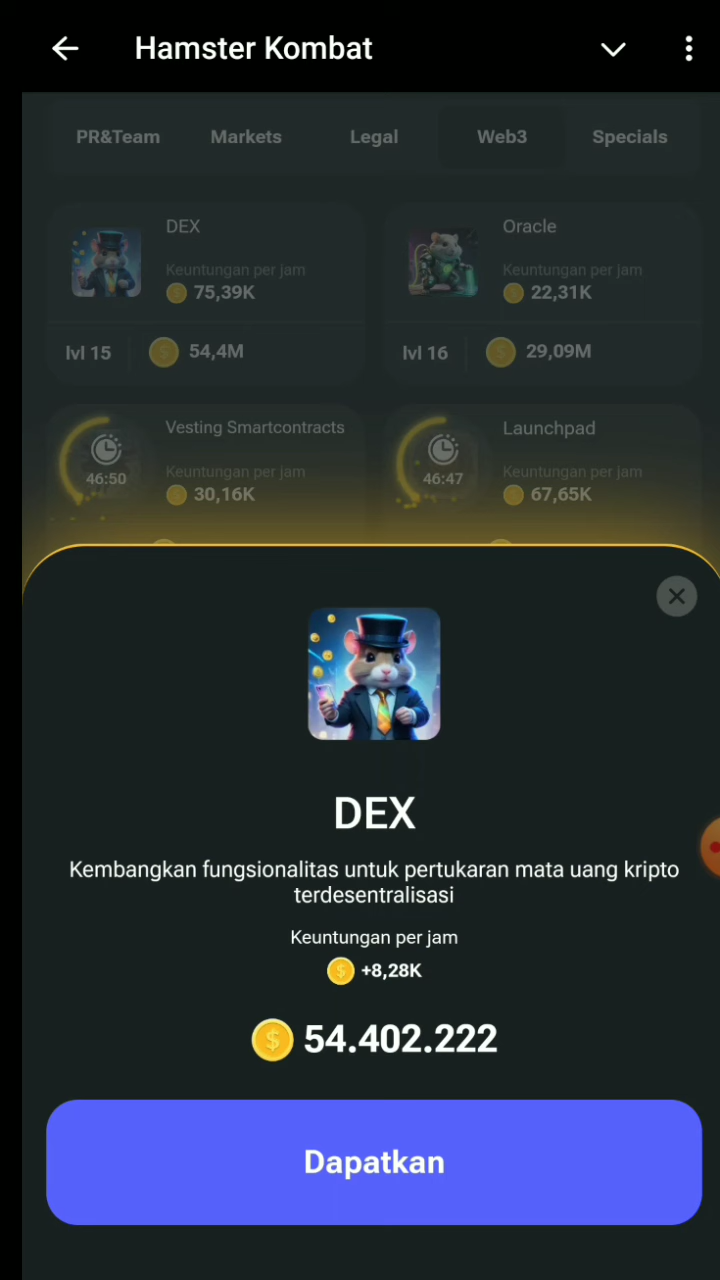 Hamster Kombat
PR&Team Markets Legal Web3 Specials
DEX
Keuntungan per jam
75,39K
lvl 15 54,4M
Oracle
Keuntungan per jam
22,31K
lvl 16 29,09M
46:50
Vesting Smartcontracts
Keuntungan per jam
30,16K
46:47
Launchpad
Keuntungan per jam
67,65K
DEX
Kembangkan fungsionalitas untuk pertukaran mata uang kripto
terdesentralisasi
Keuntungan per jam
+8,28K
54.402.222
Dapatkan